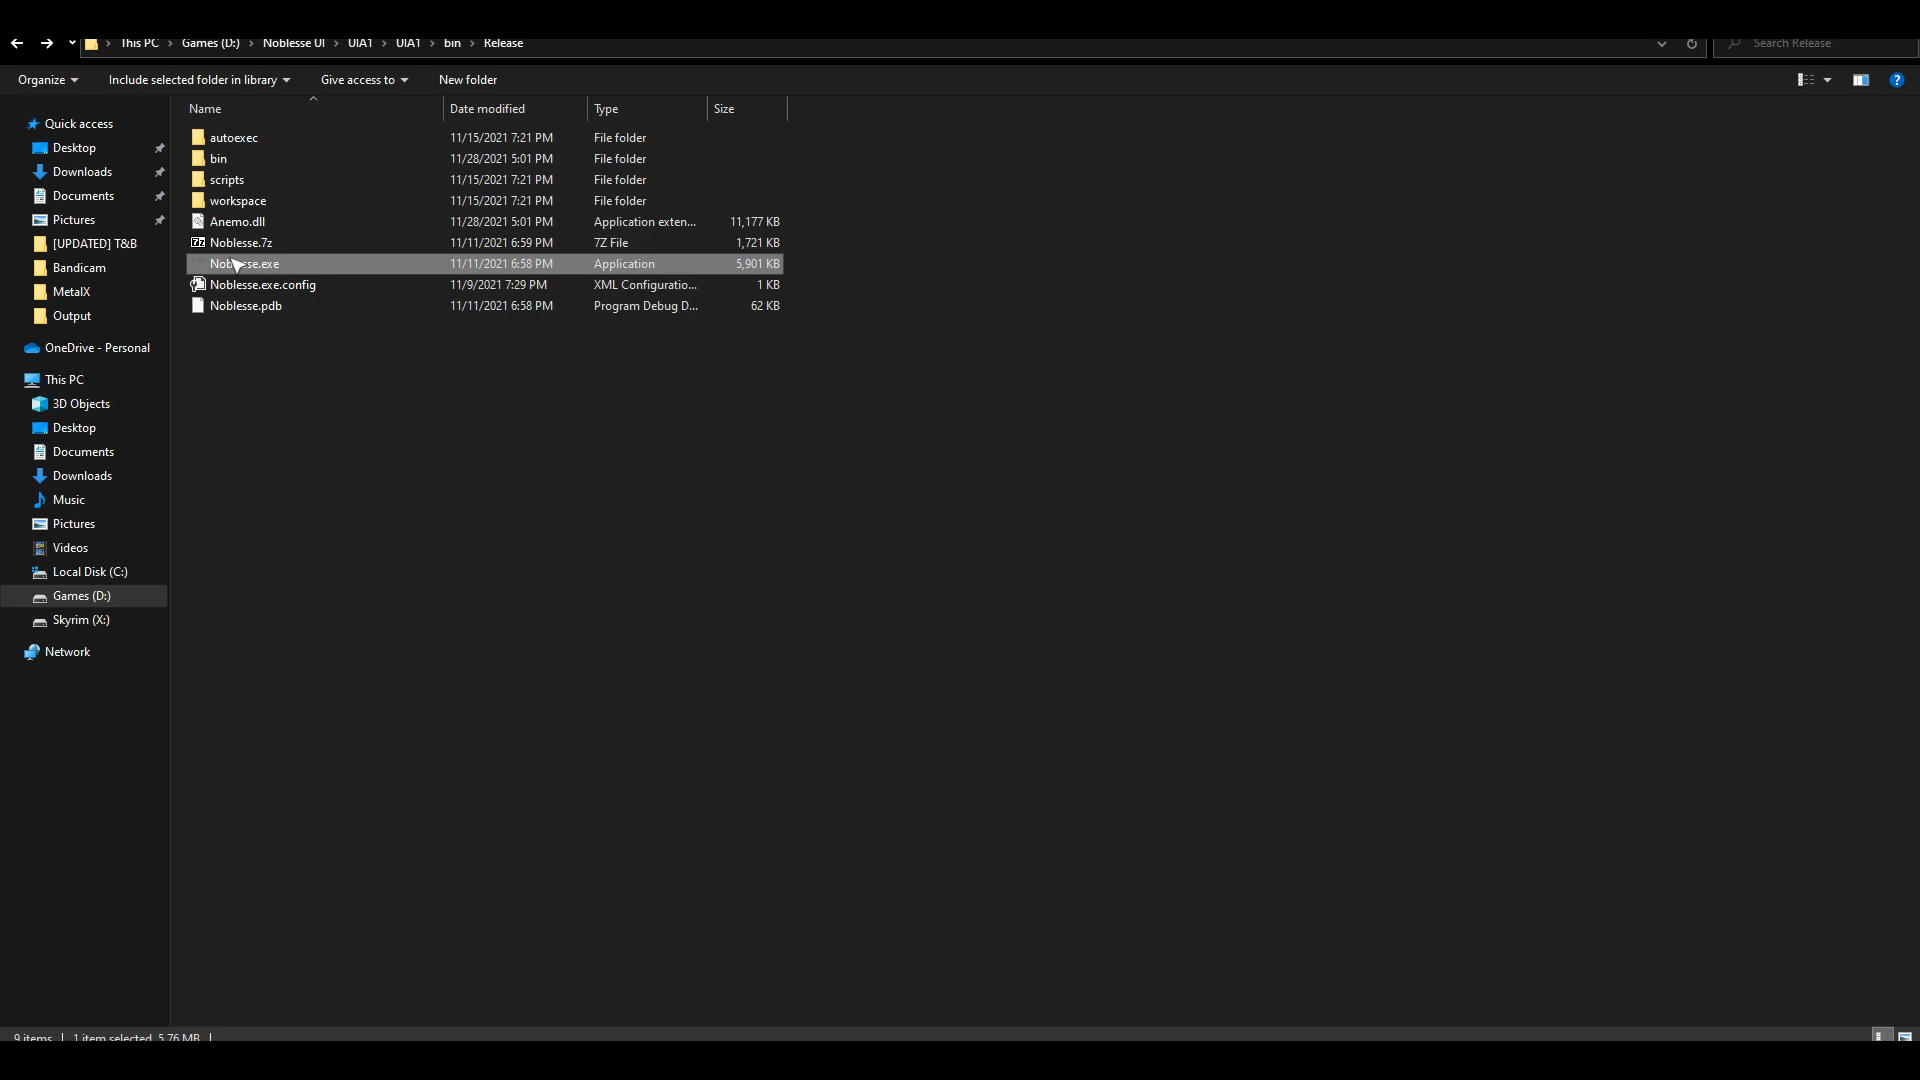 This PC > Games (D:) > Noblesse UI > UIA1 > UIA1 > bin > Release
Search Release
Organize
Include selected folder in library
Give access to
New folder
Name
Date modified
Type
Size
Quick access
Desktop
Downloads
Documents
Pictures
[UPDATED] T&B
Bandicam
MetalX
Output
OneDrive - Personal
This PC
3D Objects
Desktop
Documents
Downloads
Music
Pictures
Videos
Local Disk (C:)
Games (D:)
Skyrim (X:)
Network
autoexec 11/15/2021 7:21 PM File folder
bin 11/28/2021 5:01 PM File folder
scripts 11/15/2021 7:21 PM File folder
workspace 11/15/2021 7:21 PM File folder
Anemo.dll 11/28/2021 5:01 PM Application exten... 11,177 KB
Noblesse.7z 11/11/2021 6:59 PM 7Z File 1,721 KB
Noblesse.exe 11/11/2021 6:58 PM Application 5,901 KB
Noblesse.exe.config 11/9/2021 7:29 PM XML Configuratio... 1 KB
Noblesse.pdb 11/11/2021 6:58 PM Program Debug D... 62 KB
9 items
1 item selected 5.76 MB